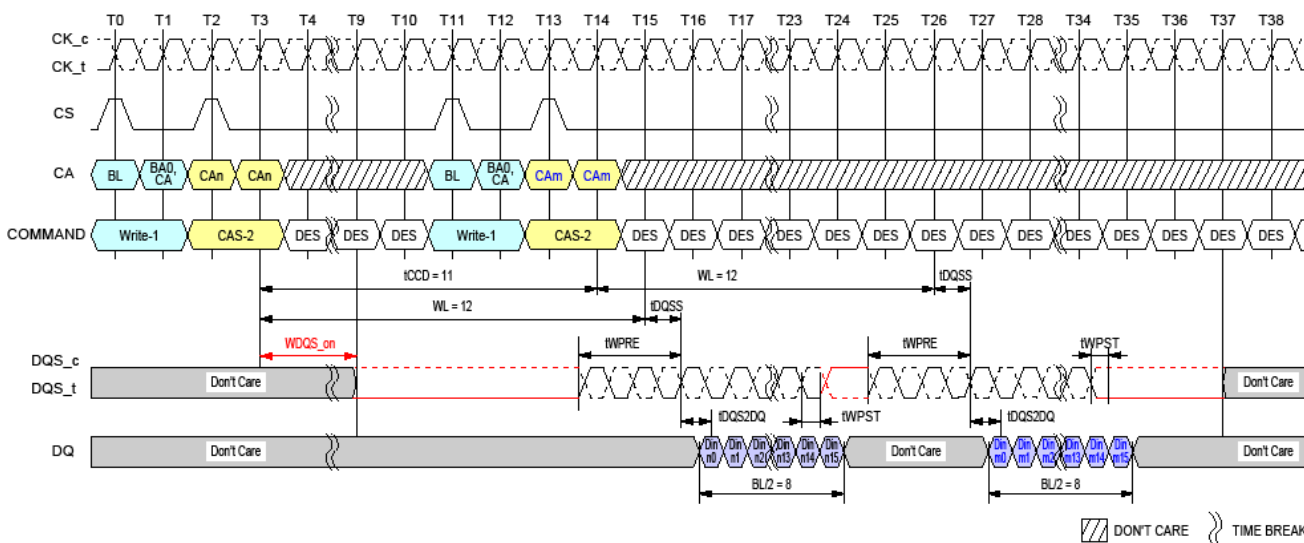 T0 T1 T2 T3 T4 T9 T10 T11 T12 T13 T14 T15 T16 T17 T23 T24 T25 T26 T27 T28 T34 T35 T36 T37 T38
CK_c
CK_t
CS
CA BL BA0, CA CAn CAn BL BA0, CA CAm CAm
COMMAND Write-1 CAS-2 DES DES DES Write-1 CAS-2 DES DES DES DES DES DES DES DES DES DES DES DES DES DES
tCCD = 11 WL = 12 tDQSS
WL = 12 tDQSS
WDQS_on tWPRE tWPRE tWPST
DQS_c
DQS_t Don't Care Don't Care
tDQS2DQ tWPST tDQS2DQ
DQ Don't Care Din n0 Din n1 Din n2 Din n13 Din n14 Din n15 Don't Care Din m0 Din m1 Din m2 Din m13 Din m14 Din m15 Don't Care
BL/2 = 8 BL/2 = 8
DON'T CARE TIME BREAK